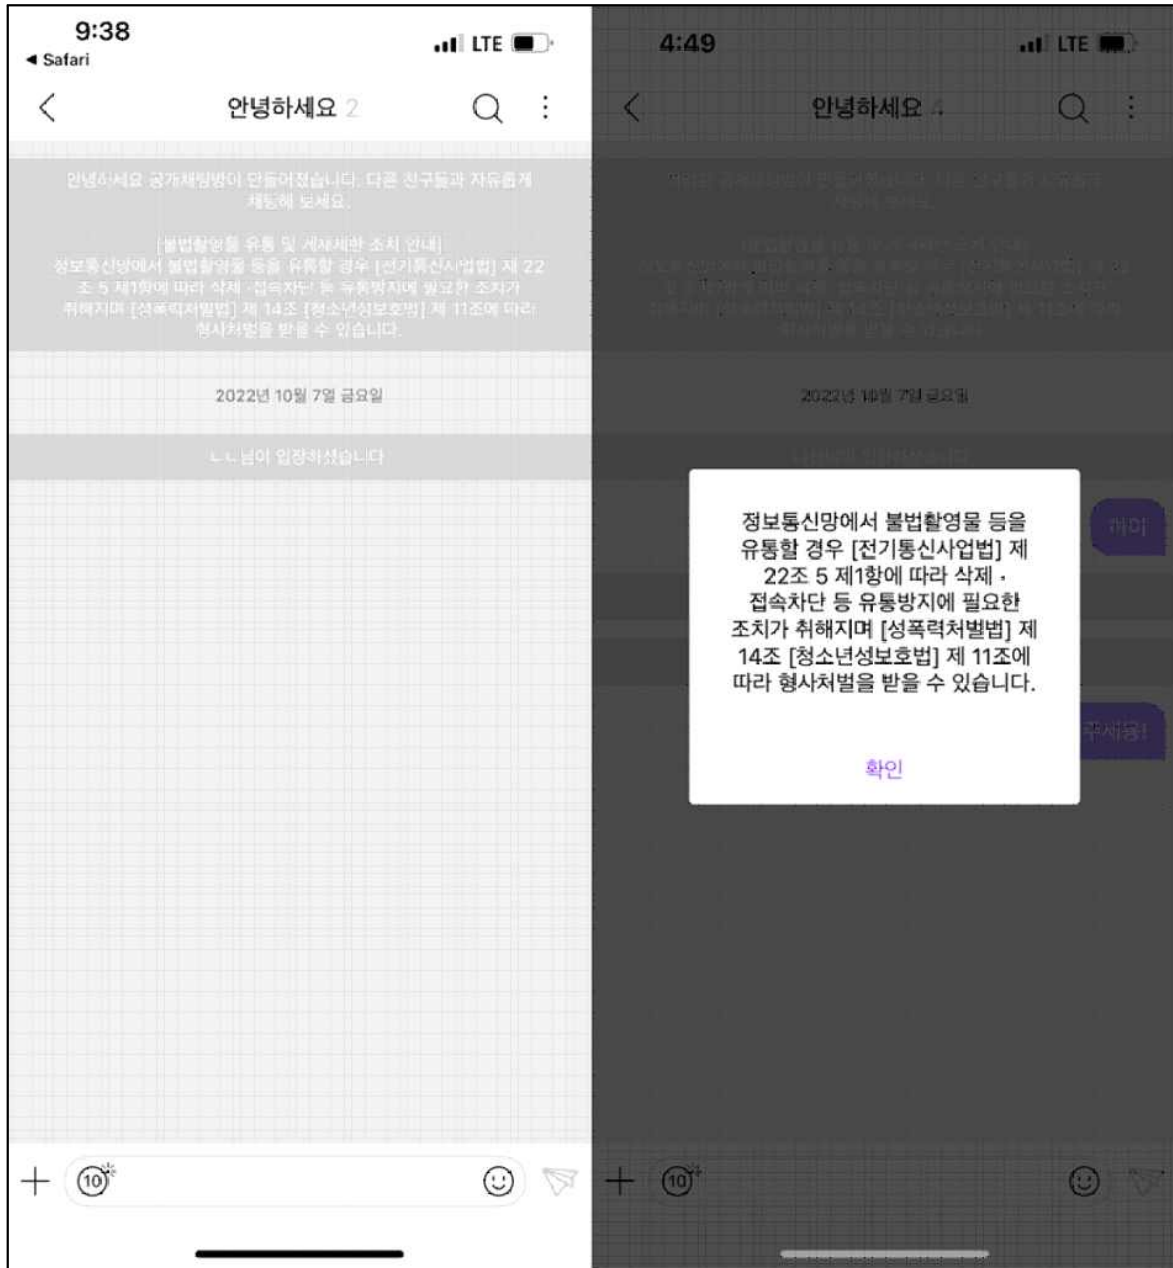 9:38
LTE
◀ Safari
안녕하세요 2
안녕하세요 공개채팅방이 만들어졌습니다. 다른 친구들과 자유롭게
채팅해 보세요.
[불법촬영물 유통 및 게재제한 조치 안내]
정보통신망에서 불법촬영물 등을 유통할 경우 [전기통신사업법] 제 22
조 5 제1항에 따라 삭제·접속차단 등 유통방지에 필요한 조치가
취해지며 [성폭력처벌법] 제 14조 [청소년성보호법] 제 11조에 따라
형사처벌을 받을 수 있습니다.
2022년 10월 7일 금요일
ㄴㄴ님이 입장하셨습니다
10
4:49
LTE
안녕하세요 4
2022년 10월 7일 금요일
정보통신망에서 불법촬영물 등을
유통할 경우 [전기통신사업법] 제
22조 5 제1항에 따라 삭제·
접속차단 등 유통방지에 필요한
조치가 취해지며 [성폭력처벌법] 제
14조 [청소년성보호법] 제 11조에
따라 형사처벌을 받을 수 있습니다.
확인
10